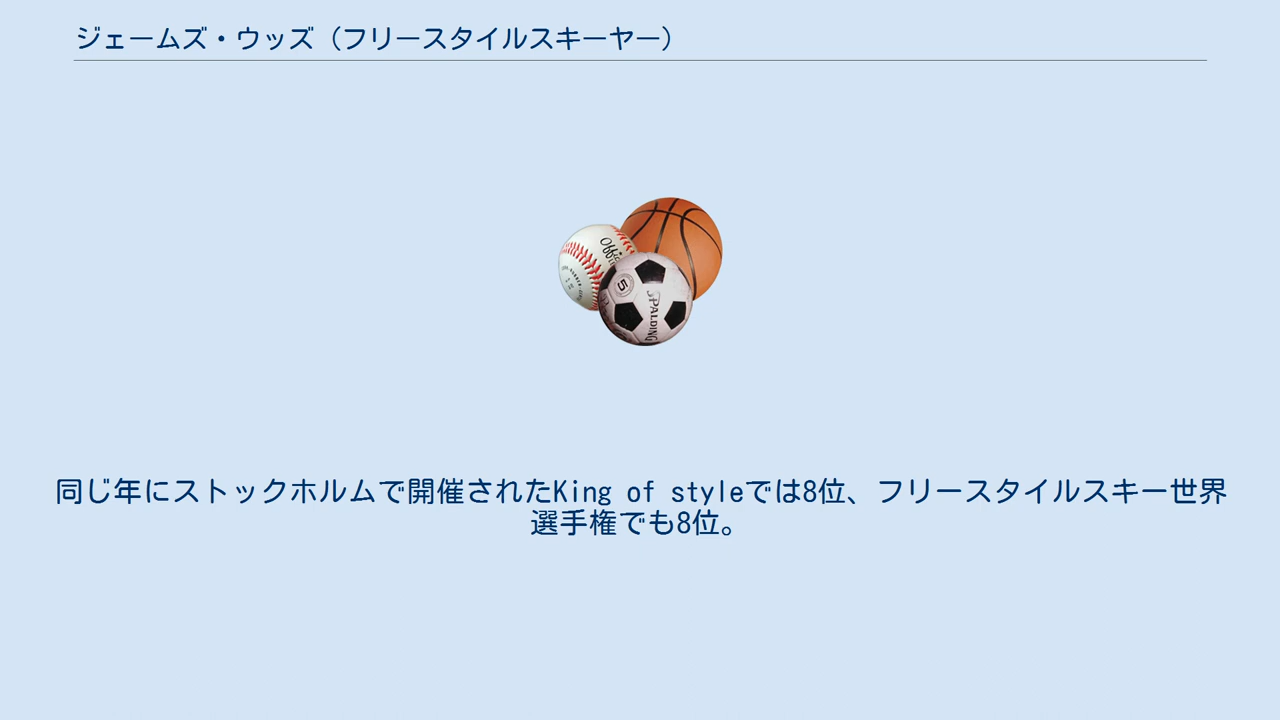 ジェームズ・ウッズ（フリースタイルスキーヤー）
SPALDING
5
同じ年にストックホルムで開催されたKing of styleでは8位、フリースタイルスキー世界
選手権でも8位。